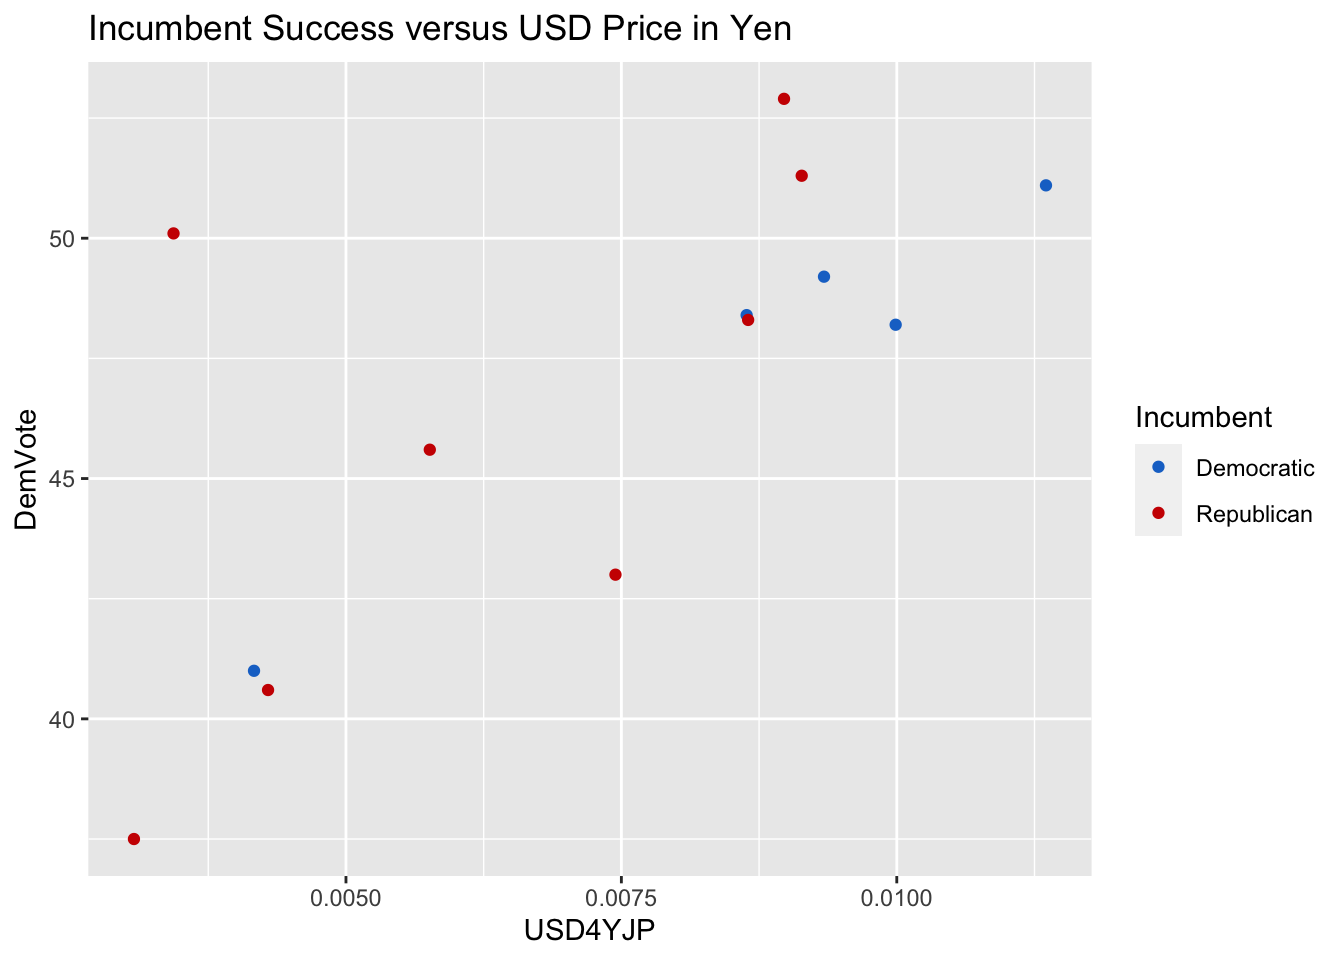 Incumbent Success versus USD Price in Yen
DemVote
50
45
40
0.0050 0.0075 0.0100
USD4YJP
Incumbent
Democratic
Republican